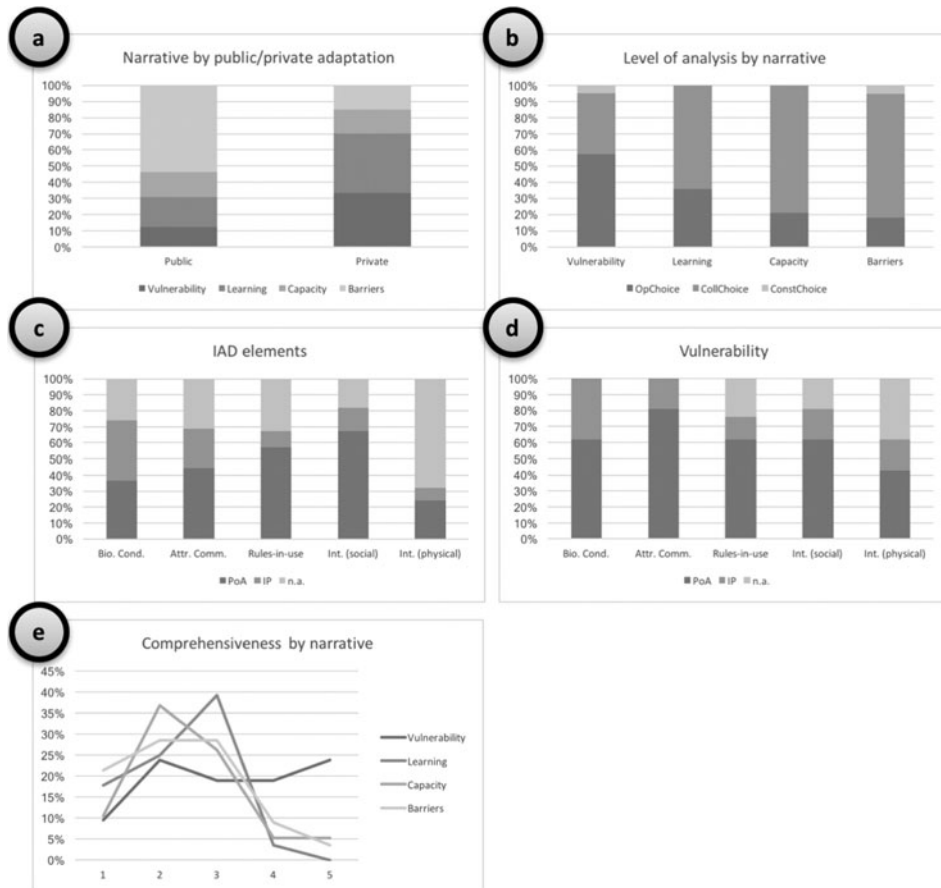 a
Narrative by public/private adaptation
100%
90%
80%
70%
60%
50%
40%
30%
20%
10%
0%
Public Private
Vulnerability Learning Capacity Barriers
b
Level of analysis by narrative
100%
90%
80%
70%
60%
50%
40%
30%
20%
10%
0%
Vulnerability Learning Capacity Barriers
OpChoice CollChoice ConstChoice
c
IAD elements
100%
90%
80%
70%
60%
50%
40%
30%
20%
10%
0%
Bio. Cond. Attr. Comm. Rules-in-use Int. (social) Int. (physical)
PoA IP n.a.
d
Vulnerability
100%
90%
80%
70%
60%
50%
40%
30%
20%
10%
0%
Bio. Cond. Attr. Comm. Rules-in-use Int. (social) Int. (physical)
PoA IP n.a.
e
Comprehensiveness by narrative
45%
40%
35%
30%
25%
20%
15%
10%
5%
0%
1 2 3 4 5
Vulnerability
Learning
Capacity
Barriers